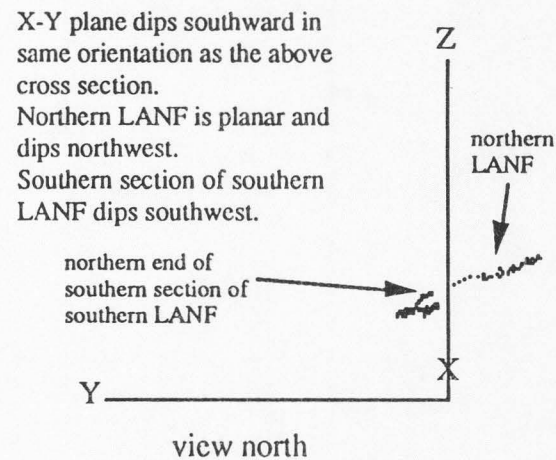 X-Y plane dips southward in
same orientation as the above
cross section.
Northern LANF is planar and
dips northwest.
Southern section of southern
LANF dips southwest.
Z
northern
LANF
northern end of
southern section of
southern LANF
X
Y
view north